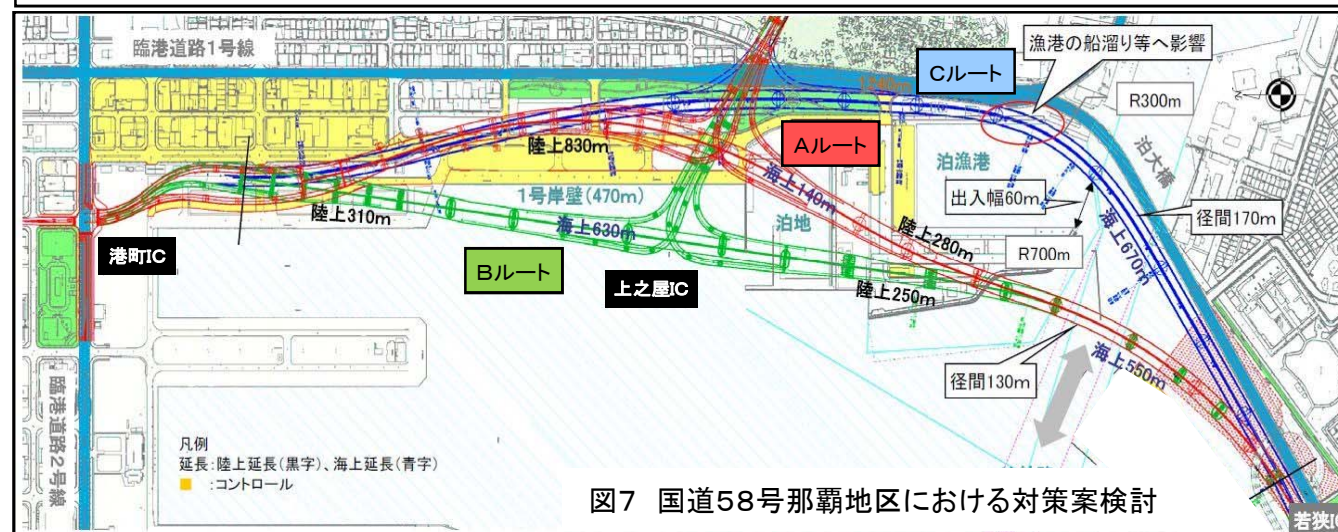 臨港道路1号線
漁港の船溜り等へ影響
Cルート
R300m
陸上830m
Aルート
泊漁港
泊大橋
1号岸壁(470m)
海上140m
出入幅60m
径間170m
陸上310m
海上630m
泊地
陸上280m
R700m
海上670m
港町IC
Bルート
上之屋IC
陸上250m
径間130m
海上550m
臨港道路2号線
凡例
延長:陸上延長(黒字)、海上延長(青字)
:コントロール
図7 国道58号那覇地区における対策案検討